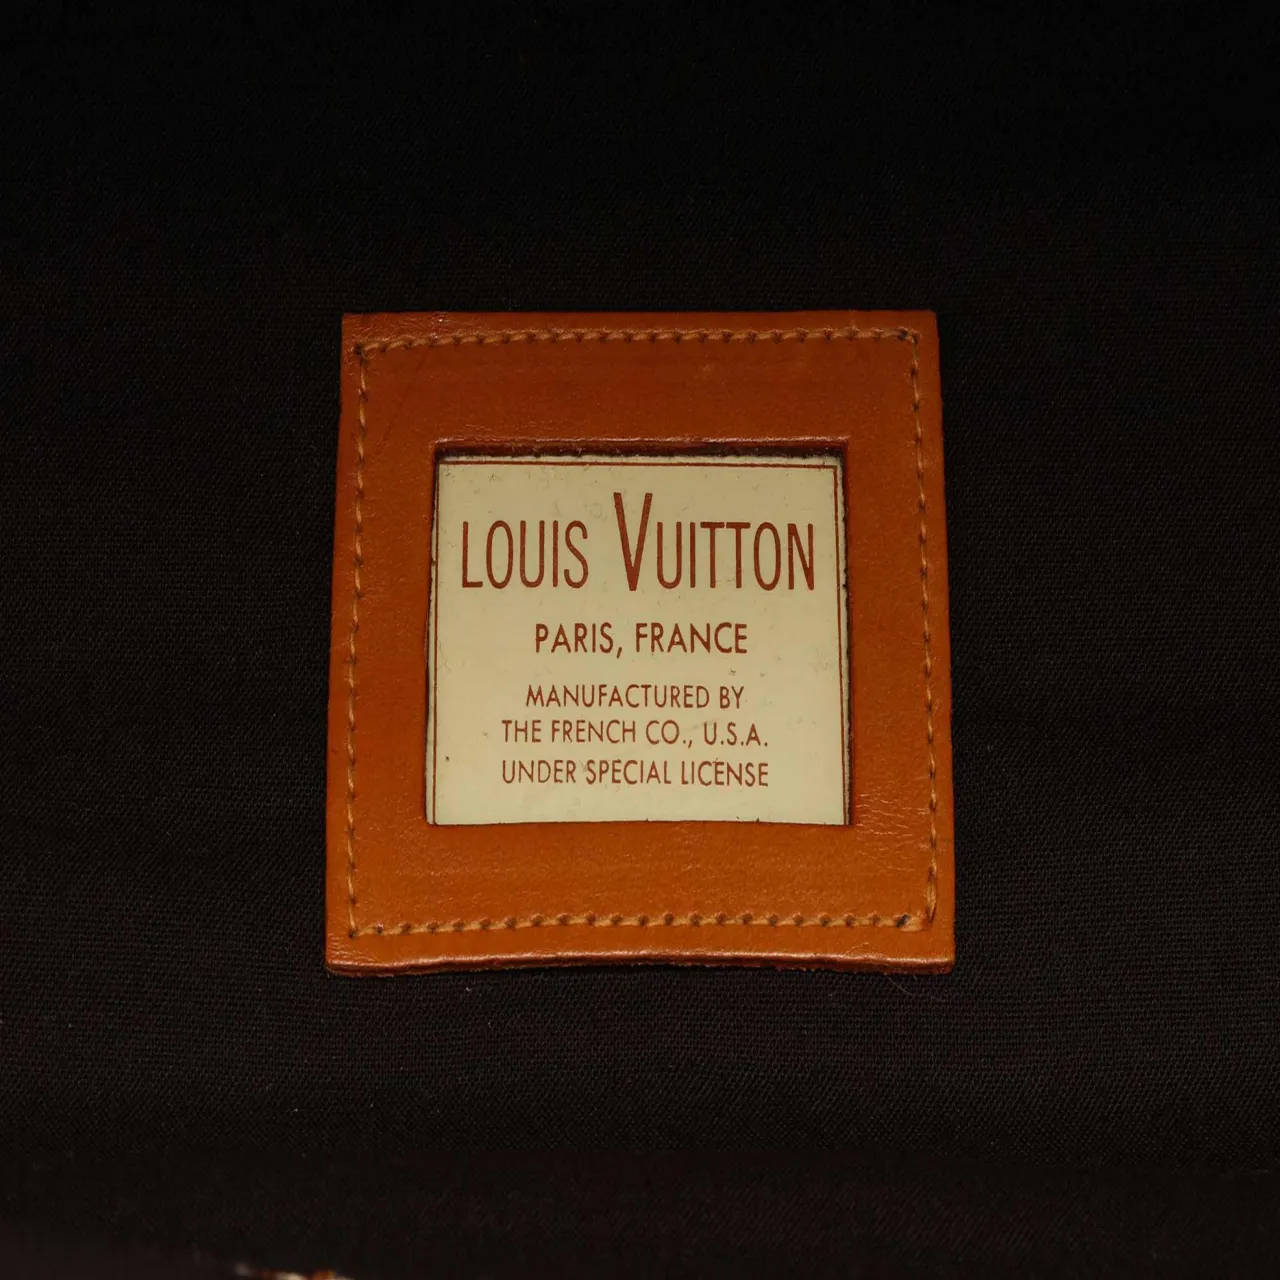 LOUIS VUITTON
PARIS, FRANCE
MANUFACTURED BY
THE FRENCH CO., U.S.A.
UNDER SPECIAL LICENSE